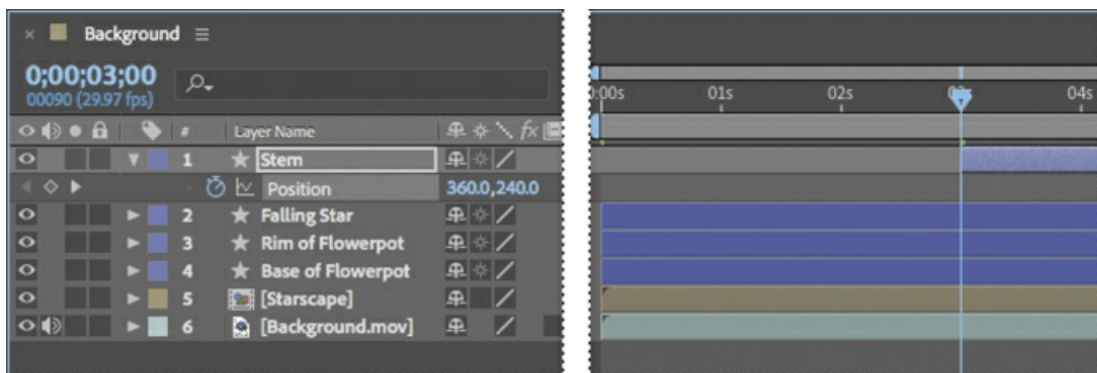 × Background ≡
0;00;03;00
00090 (29.97 fps)
:00s 01s 02s 04s
# Layer Name fx
1 Stem
Position 360.0,240.0
2 Falling Star
3 Rim of Flowerpot
4 Base of Flowerpot
5 [Starscape]
6 [Background.mov]